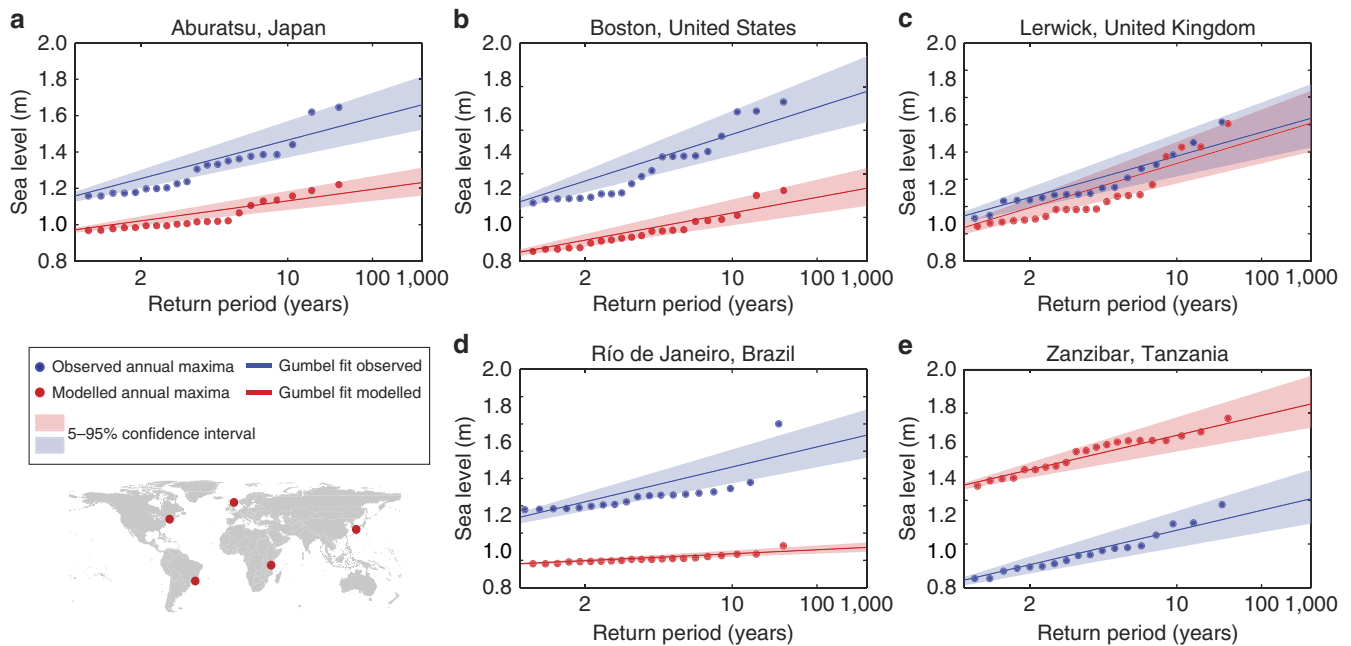 a
Aburatsu, Japan
2.0
1.8
1.6
1.4
1.2
1.0
0.8
Sea level (m)
2
10
100 1,000
Return period (years)
b
Boston, United States
2.0
1.8
1.6
1.4
1.2
1.0
0.8
Sea level (m)
2
10
100 1,000
Return period (years)
c
Lerwick, United Kingdom
2.0
1.8
1.6
1.4
1.2
1.0
0.8
Sea level (m)
2
10
100 1,000
Return period (years)
Observed annual maxima
Gumbel fit observed
Modelled annual maxima
Gumbel fit modelled
5–95% confidence interval
d
Río de Janeiro, Brazil
2.0
1.8
1.6
1.4
1.2
1.0
0.8
Sea level (m)
2
10
100 1,000
Return period (years)
e
Zanzibar, Tanzania
2.0
1.8
1.6
1.4
1.2
1.0
0.8
Sea level (m)
2
10
100 1,000
Return period (years)